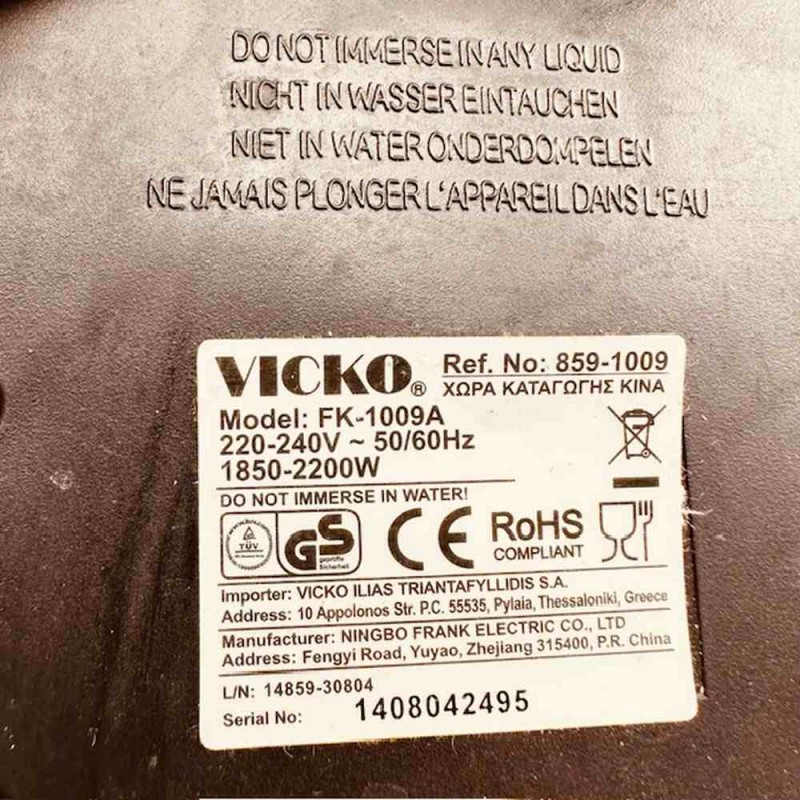 DO NOT IMMERSE IN ANY LIQUID
NICHT IN WASSER EINTAUCHEN
NIET IN WATER ONDERDOMPELEN
NE JAMAIS PLONGER L'APPAREIL DANS L'EAU
VICKO® Ref. No: 859-1009
ΧΩΡΑ ΚΑΤΑΓΩΓΗΣ ΚΙΝΑ
Model: FK-1009A
220-240V ~ 50/60Hz
1850-2200W
DO NOT IMMERSE IN WATER!
TÜV GS geprüfte Sicherheit CE RoHS
COMPLIANT
Importer: VICKO ILIAS TRIANTAFYLLIDIS S.A.
Address: 10 Appolonos Str. P.C. 55535, Pylaia, Thessaloniki, Greece
Manufacturer: NINGBO FRANK ELECTRIC CO., LTD
Address: Fengyi Road, Yuyao, Zhejiang 315400, P.R. China
L/N: 14859-30804
Serial No: 1408042495